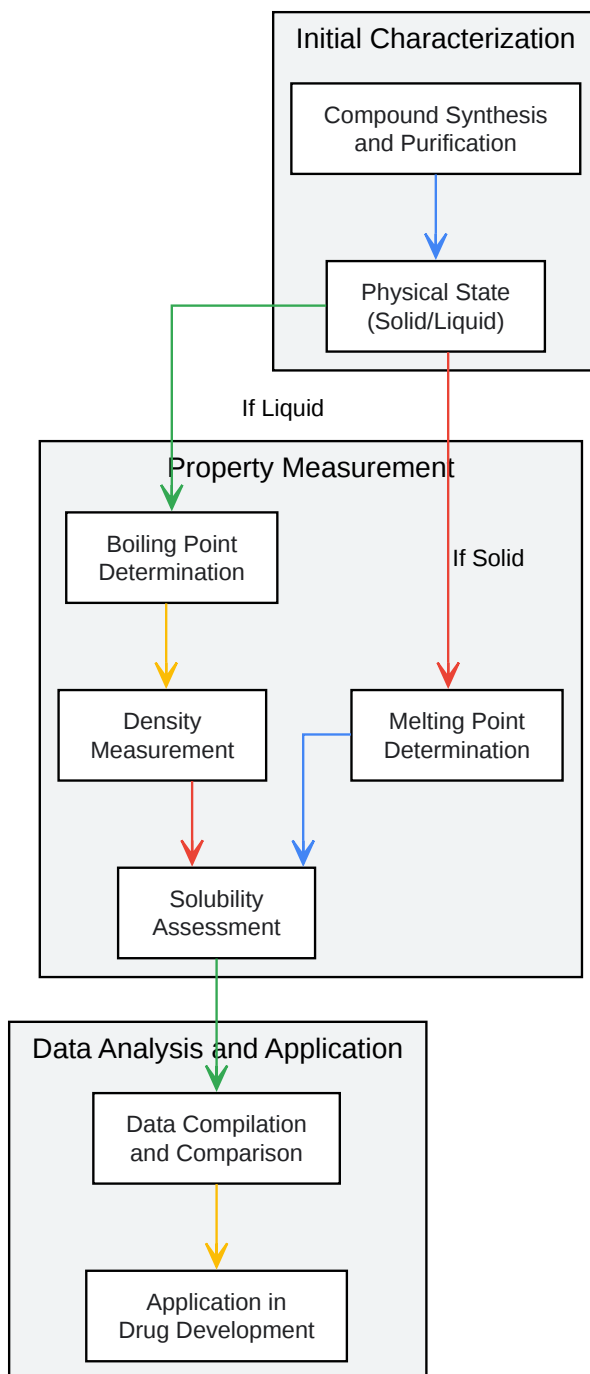 Initial Characterization
Compound Synthesis
and Purification
Physical State
(Solid/Liquid)
If Liquid
Property Measurement
Boiling Point
Determination
If Solid
Density
Measurement
Melting Point
Determination
Solubility
Assessment
Data Analysis and Application
Data Compilation
and Comparison
Application in
Drug Development